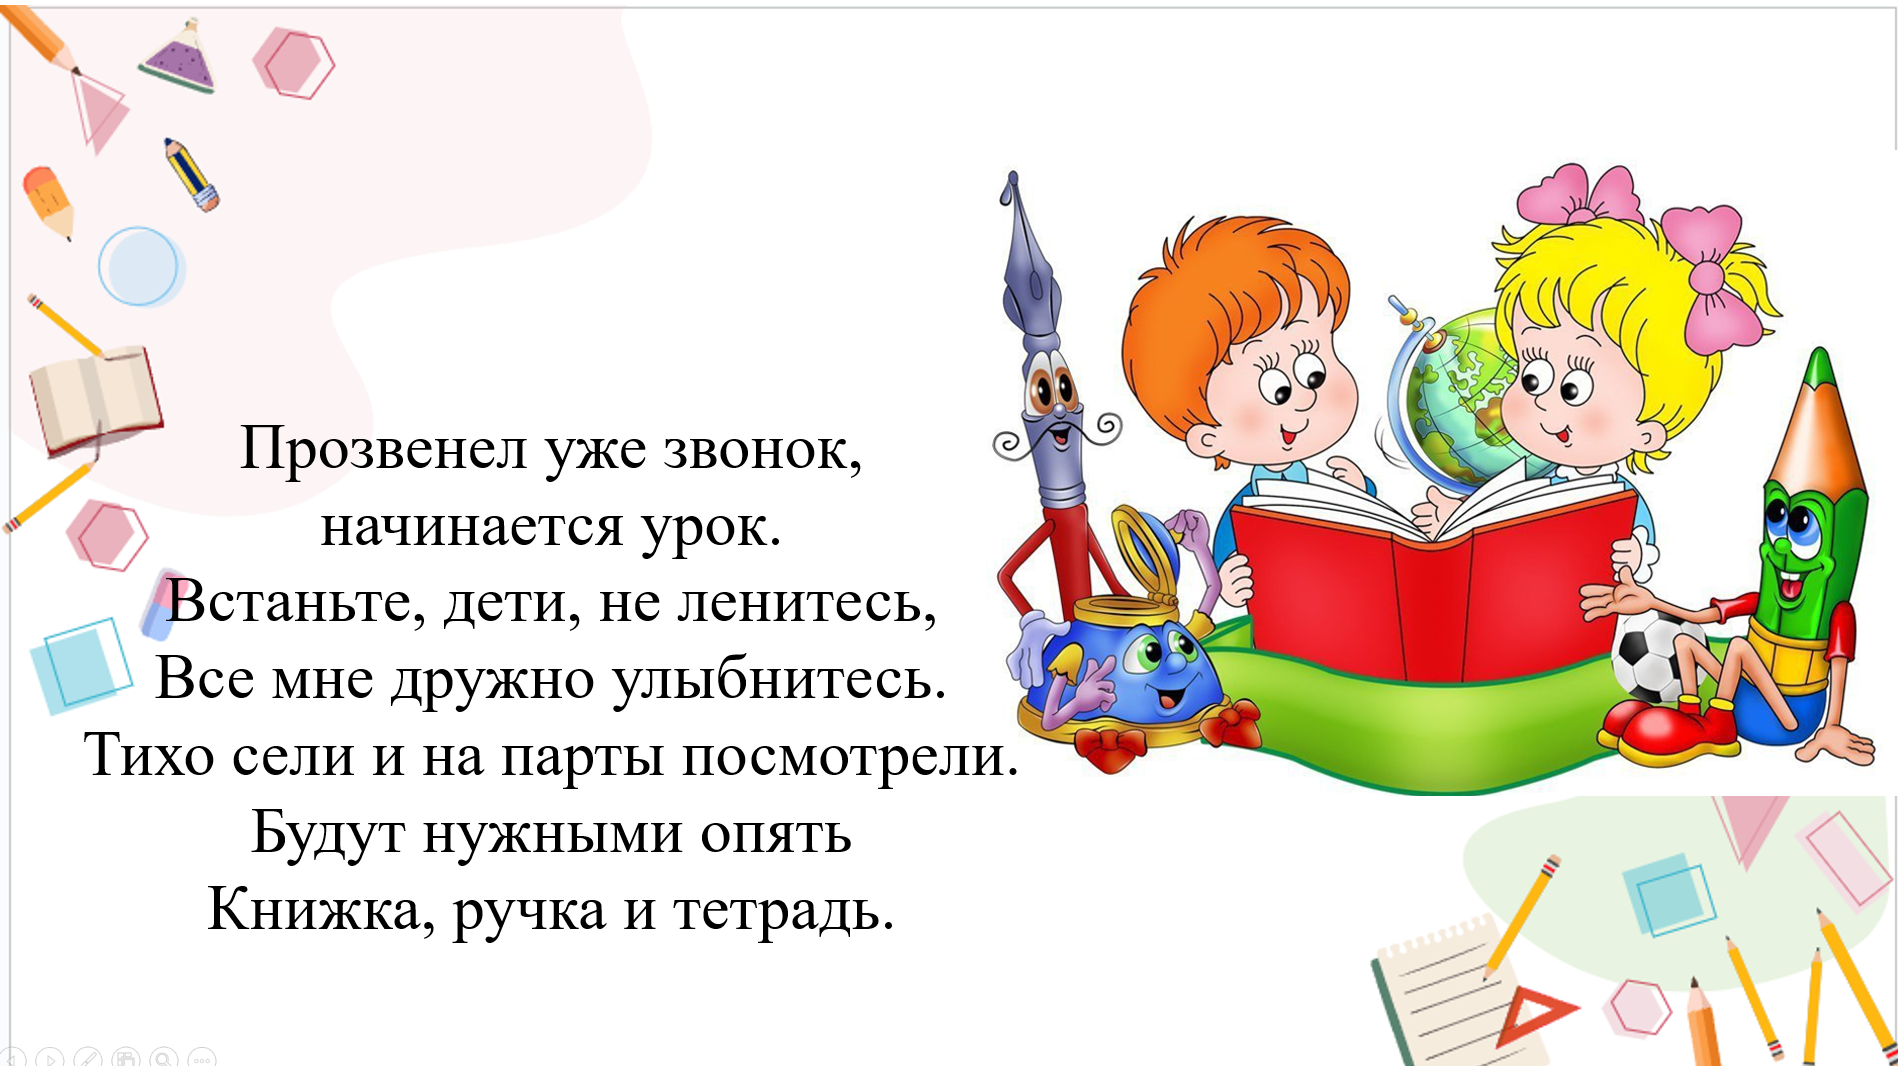 Прозвенел уже звонок,
начинается урок.
Встаньте, дети, не ленитесь,
Все мне дружно улыбнитесь.
Тихо сели и на парты посмотрели.
Будут нужными опять
Книжка, ручка и тетрадь.